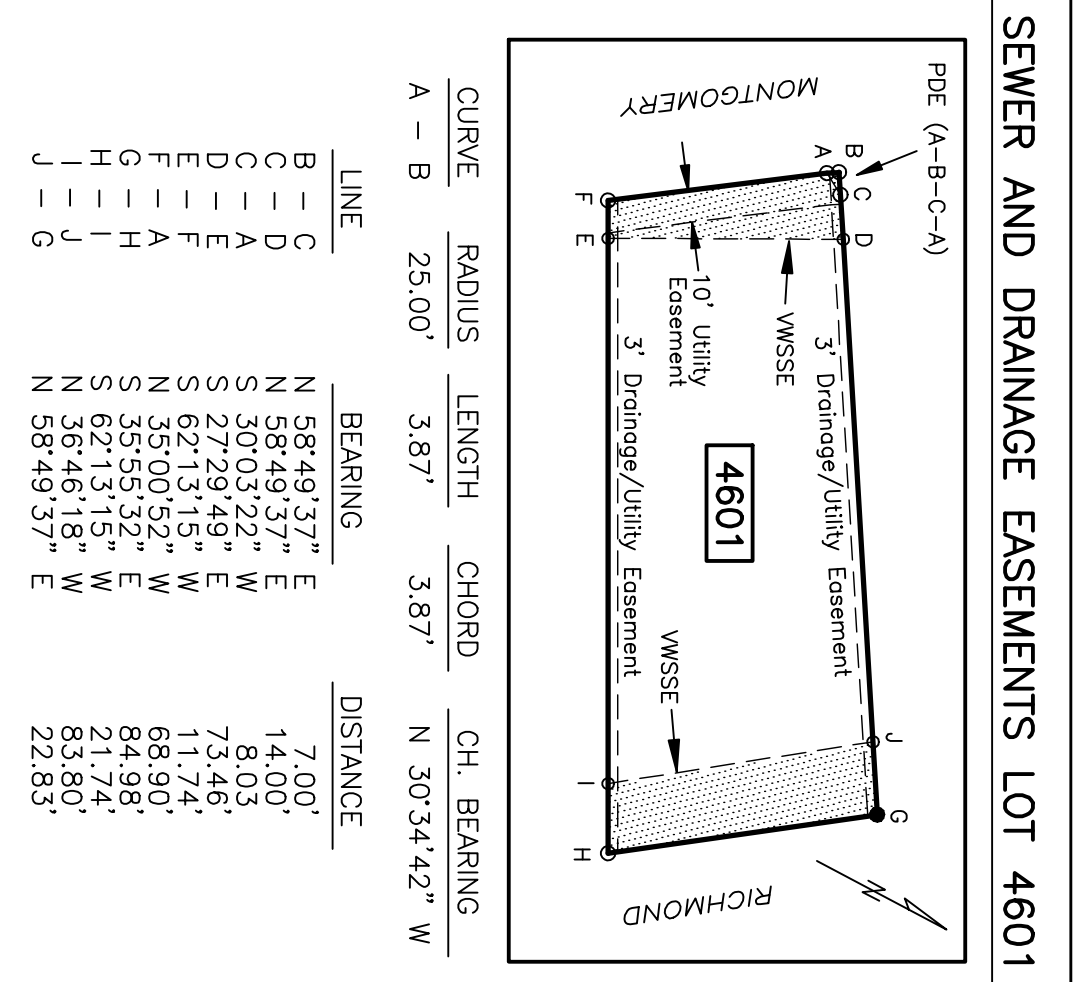 SEWER AND DRAINAGE EASEMENTS LOT 4601
PDE (A-B-C-A)
MONTGOMERY
B
A
C
D
J
G
F
E
I
H
VWSSE
10' Utility
Easement
3' Drainage/Utility Easement
3' Drainage/Utility Easement
4601
VWSSE
RICHMOND
CURVE RADIUS LENGTH CHORD CH. BEARING
A - B 25.00' 3.87' 3.87' N 30°34'42" W
LINE BEARING DISTANCE
B - C N 58°49'37" E 7.00'
C - D N 58°49'37" E 14.00'
C - A S 30°03'22" W 8.03
D - E S 27°29'49" E 73.46'
E - F S 62°13'15" W 11.74'
F - A N 35°00'52" W 68.90'
G - H S 35°55'32" E 84.98'
H - I S 62°13'15" W 21.74'
I - J N 36°46'18" W 83.80'
J - G N 58°49'37" E 22.83'